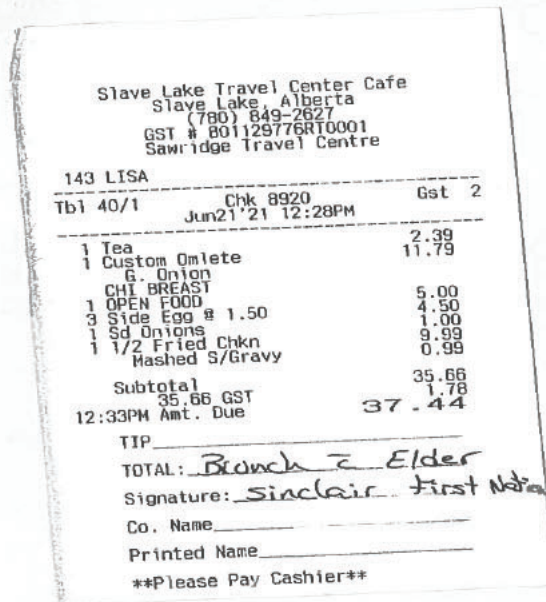 Slave Lake Travel Center Cafe
Slave Lake, Alberta
(780) 849-2627
GST # 801129776RT0001
Sawridge Travel Centre
143 LISA
Tbl 40/1 Chk 8920 Gst 2
Jun21'21 12:28PM
1 Tea 2.39
1 Custom Omlete 11.79
G. Onion
CHI BREAST
1 OPEN FOOD 5.00
3 Side Egg @ 1.50 4.50
1 Sd Onions 1.00
1 1/2 Fried Chkn 9.99
Mashed S/Gravy 0.99
Subtotal 35.66
35.66 GST 1.78
12:33PM Amt. Due 37.44
TIP
TOTAL: Brunch c̄ Elder
Signature: Sinclair First Natio
Co. Name
Printed Name
**Please Pay Cashier**